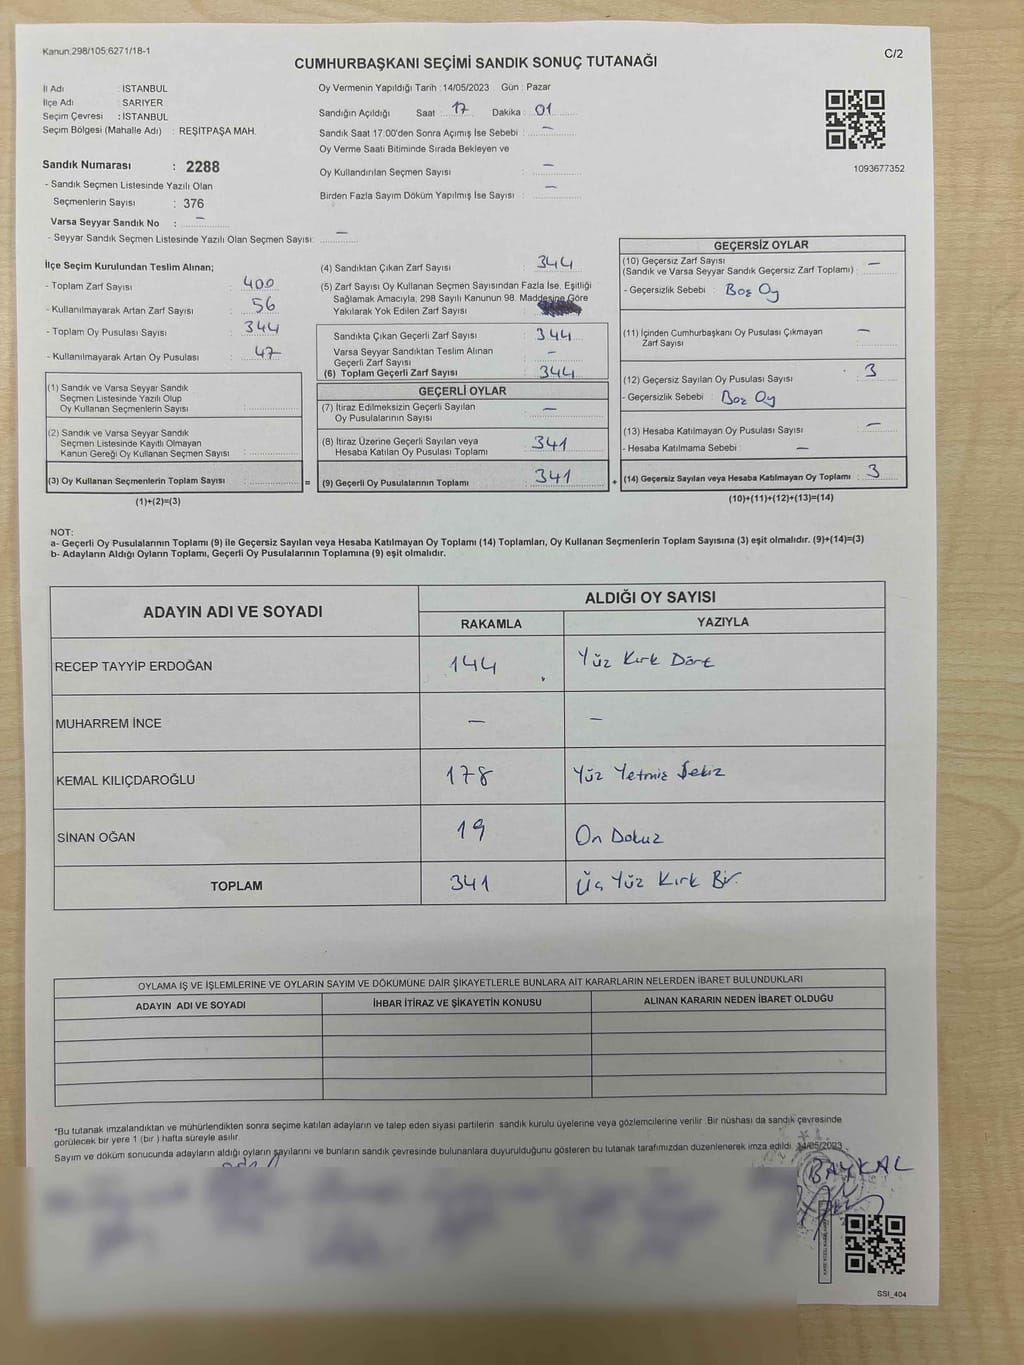 Kanun,298/105,6271/18-1
C/2
CUMHURBAŞKANI SEÇİMİ SANDIK SONUÇ TUTANAĞI
İl Adı : İSTANBUL
İlçe Adı : SARIYER
Seçim Çevresi : İSTANBUL
Seçim Bölgesi (Mahalle Adı) : REŞİTPAŞA MAH.
Sandık Numarası : 2288
- Sandık Seçmen Listesinde Yazılı Olan
Seçmenlerin Sayısı : 376
Varsa Seyyar Sandık No : –
- Seyyar Sandık Seçmen Listesinde Yazılı Olan Seçmen Sayısı: –
Oy Vermenin Yapıldığı Tarih : 14/05/2023 Gün : Pazar
Sandığın Açıldığı Saat : 17 Dakika : 01
Sandık Saat 17.00'den Sonra Açımış İse Sebebi : –
Oy Verme Saati Bitiminde Sırada Bekleyen ve
Oy Kullandırılan Seçmen Sayısı : –
Birden Fazla Sayım Döküm Yapılmış İse Sayısı : –
1093677352
İlçe Seçim Kurulundan Teslim Alınan;
- Toplam Zarf Sayısı : 400
- Kullanılmayarak Artan Zarf Sayısı : 56
- Toplam Oy Pusulası Sayısı : 344
- Kullanılmayarak Artan Oy Pusulası : 47
(1) Sandık ve Varsa Seyyar Sandık
Seçmen Listesinde Yazılı Olup
Oy Kullanan Seçmenlerin Sayısı :
(2) Sandık ve Varsa Seyyar Sandık
Seçmen Listesinde Kayıtlı Olmayan
Kanun Gereği Oy Kullanan Seçmen Sayısı :
(3) Oy Kullanan Seçmenlerin Toplam Sayısı :
(1)+(2)=(3)
=
(4) Sandıktan Çıkan Zarf Sayısı : 344
(5) Zarf Sayısı Oy Kullanan Seçmen Sayısından Fazla İse, Eşitliği
Sağlamak Amacıyla; 298 Sayılı Kanunun 98. Maddesine Göre
Yakılarak Yok Edilen Zarf Sayısı :
Sandıkta Çıkan Geçerli Zarf Sayısı : 344
Varsa Seyyar Sandıktan Teslim Alınan
Geçerli Zarf Sayısı : –
(6) Toplam Geçerli Zarf Sayısı : 344
GEÇERLİ OYLAR
(7) İtiraz Edilmeksizin Geçerli Sayılan
Oy Pusulalarının Sayısı : –
(8) İtiraz Üzerine Geçerli Sayılan veya
Hesaba Katılan Oy Pusulası Toplamı : 341
(9) Geçerli Oy Pusulalarının Toplamı : 341
+
GEÇERSİZ OYLAR
(10) Geçersiz Zarf Sayısı
(Sandık ve Varsa Seyyar Sandık Geçersiz Zarf Toplamı) : –
- Geçersizlik Sebebi : Boş Oy
(11) İçinden Cumhurbaşkanı Oy Pusulası Çıkmayan
Zarf Sayısı : –
(12) Geçersiz Sayılan Oy Pusulası Sayısı : 3
- Geçersizlik Sebebi : Boş Oy
(13) Hesaba Katılmayan Oy Pusulası Sayısı : –
- Hesaba Katılmama Sebebi : –
(14) Geçersiz Sayılan veya Hesaba Katılmayan Oy Toplamı : 3
(10)+(11)+(12)+(13)=(14)
NOT:
a- Geçerli Oy Pusulalarının Toplamı (9) ile Geçersiz Sayılan veya Hesaba Katılmayan Oy Toplamı (14) Toplamları, Oy Kullanan Seçmenlerin Toplam Sayısına (3) eşit olmalıdır. (9)+(14)=(3)
b- Adayların Aldığı Oyların Toplamı, Geçerli Oy Pusulalarının Toplamına (9) eşit olmalıdır.
ADAYIN ADI VE SOYADI
ALDIĞI OY SAYISI
RAKAMLA YAZIYLA
RECEP TAYYİP ERDOĞAN 144 Yüz Kırk Dört
MUHARREM İNCE – –
KEMAL KILIÇDAROĞLU 178 Yüz Yetmiş Sekiz
SİNAN OĞAN 19 On Dokuz
TOPLAM 341 Üç Yüz Kırk Bir
OYLAMA İŞ VE İŞLEMLERİNE VE OYLARIN SAYIM VE DÖKÜMÜNE DAİR ŞİKAYETLERLE BUNLARA AİT KARARLARIN NELERDEN İBARET BULUNDUKLARI
ADAYIN ADI VE SOYADI İHBAR İTİRAZ VE ŞİKAYETİN KONUSU ALINAN KARARIN NEDEN İBARET OLDUĞU
*Bu tutanak imzalandıktan ve mühürlendikten sonra seçime katılan adayların ve talep eden siyasi partilerin sandık kurulu üyelerine veya gözlemcilerine verilir. Bir nüshası da sandık çevresinde
görülecek bir yere 1 (bir) hafta süreyle asılır.
Sayım ve döküm sonucunda adayların aldığı oyların sayılarını ve bunların sandık çevresinde bulunanlara duyurulduğunu gösteren bu tutanak tarafımızdan düzenlenerek imza edildi. 14/05/2023
BAYKAL
SSI_404